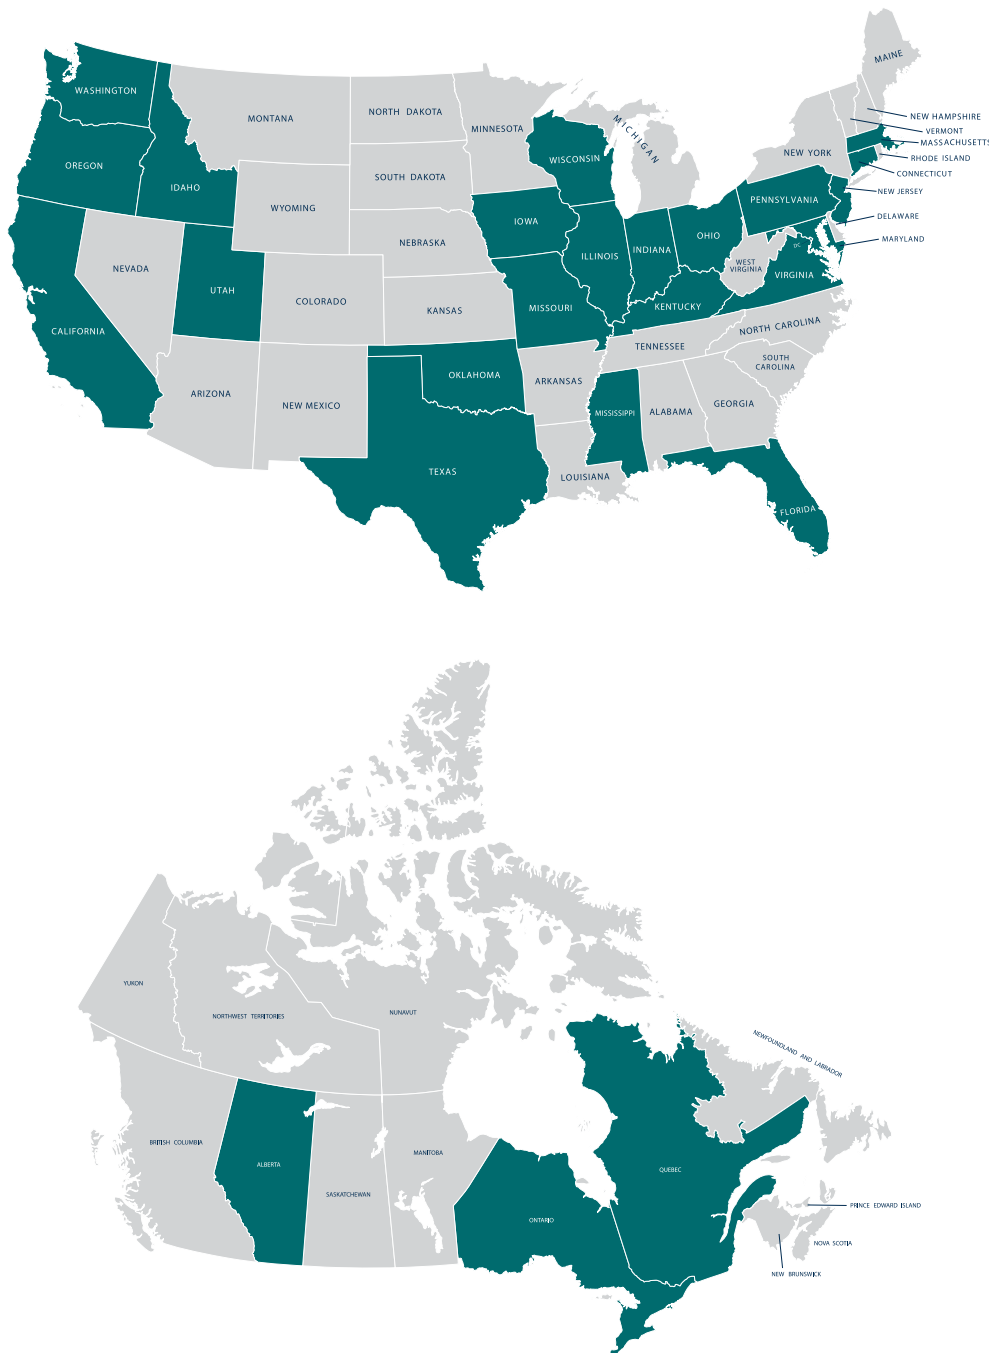 MAINE
WASHINGTON
MONTANA
NORTH DAKOTA
MINNESOTA
MICHIGAN
NEW HAMPSHIRE
VERMONT
MASSACHUSETTS
NEW YORK
RHODE ISLAND
CONNECTICUT
OREGON
IDAHO
WISCONSIN
SOUTH DAKOTA
NEW JERSEY
PENNSYLVANIA
WYOMING
IOWA
DELAWARE
NEBRASKA
OHIO
MARYLAND
INDIANA
ILLINOIS
DC
WEST
VIRGINIA
VIRGINIA
NEVADA
UTAH
COLORADO
KANSAS
MISSOURI
KENTUCKY
CALIFORNIA
NORTH CAROLINA
TENNESSEE
SOUTH
CAROLINA
OKLAHOMA
ARKANSAS
ARIZONA
NEW MEXICO
MISSISSIPPI
ALABAMA
GEORGIA
TEXAS
LOUISIANA
FLORIDA
YUKON
NORTHWEST TERRITORIES
NUNAVUT
NEWFOUNDLAND AND LABRADOR
BRITISH COLUMBIA
ALBERTA
SASKATCHEWAN
MANITOBA
QUEBEC
ONTARIO
PRINCE EDWARD ISLAND
NOVA SCOTIA
NEW BRUNSWICK